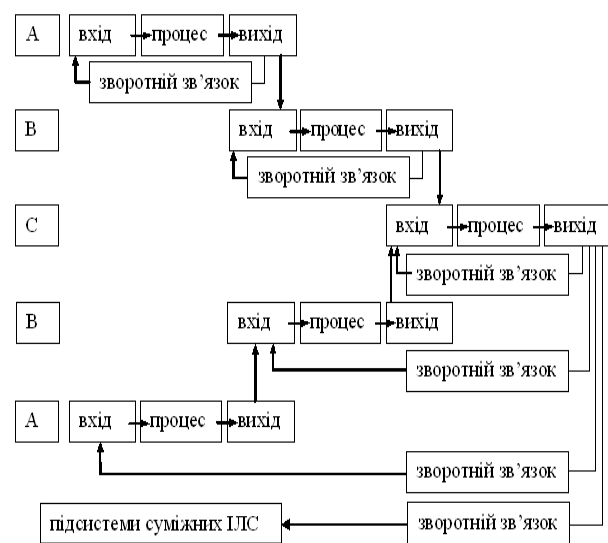 А вхід процес вихід
зворотній зв’язок
В вхід процес вихід
зворотній зв’язок
С вхід процес вихід
зворотній зв’язок
В вхід процес вихід
зворотній зв’язок
А вхід процес вихід
зворотній зв’язок
підсистеми суміжних ІЛС зворотній зв’язок